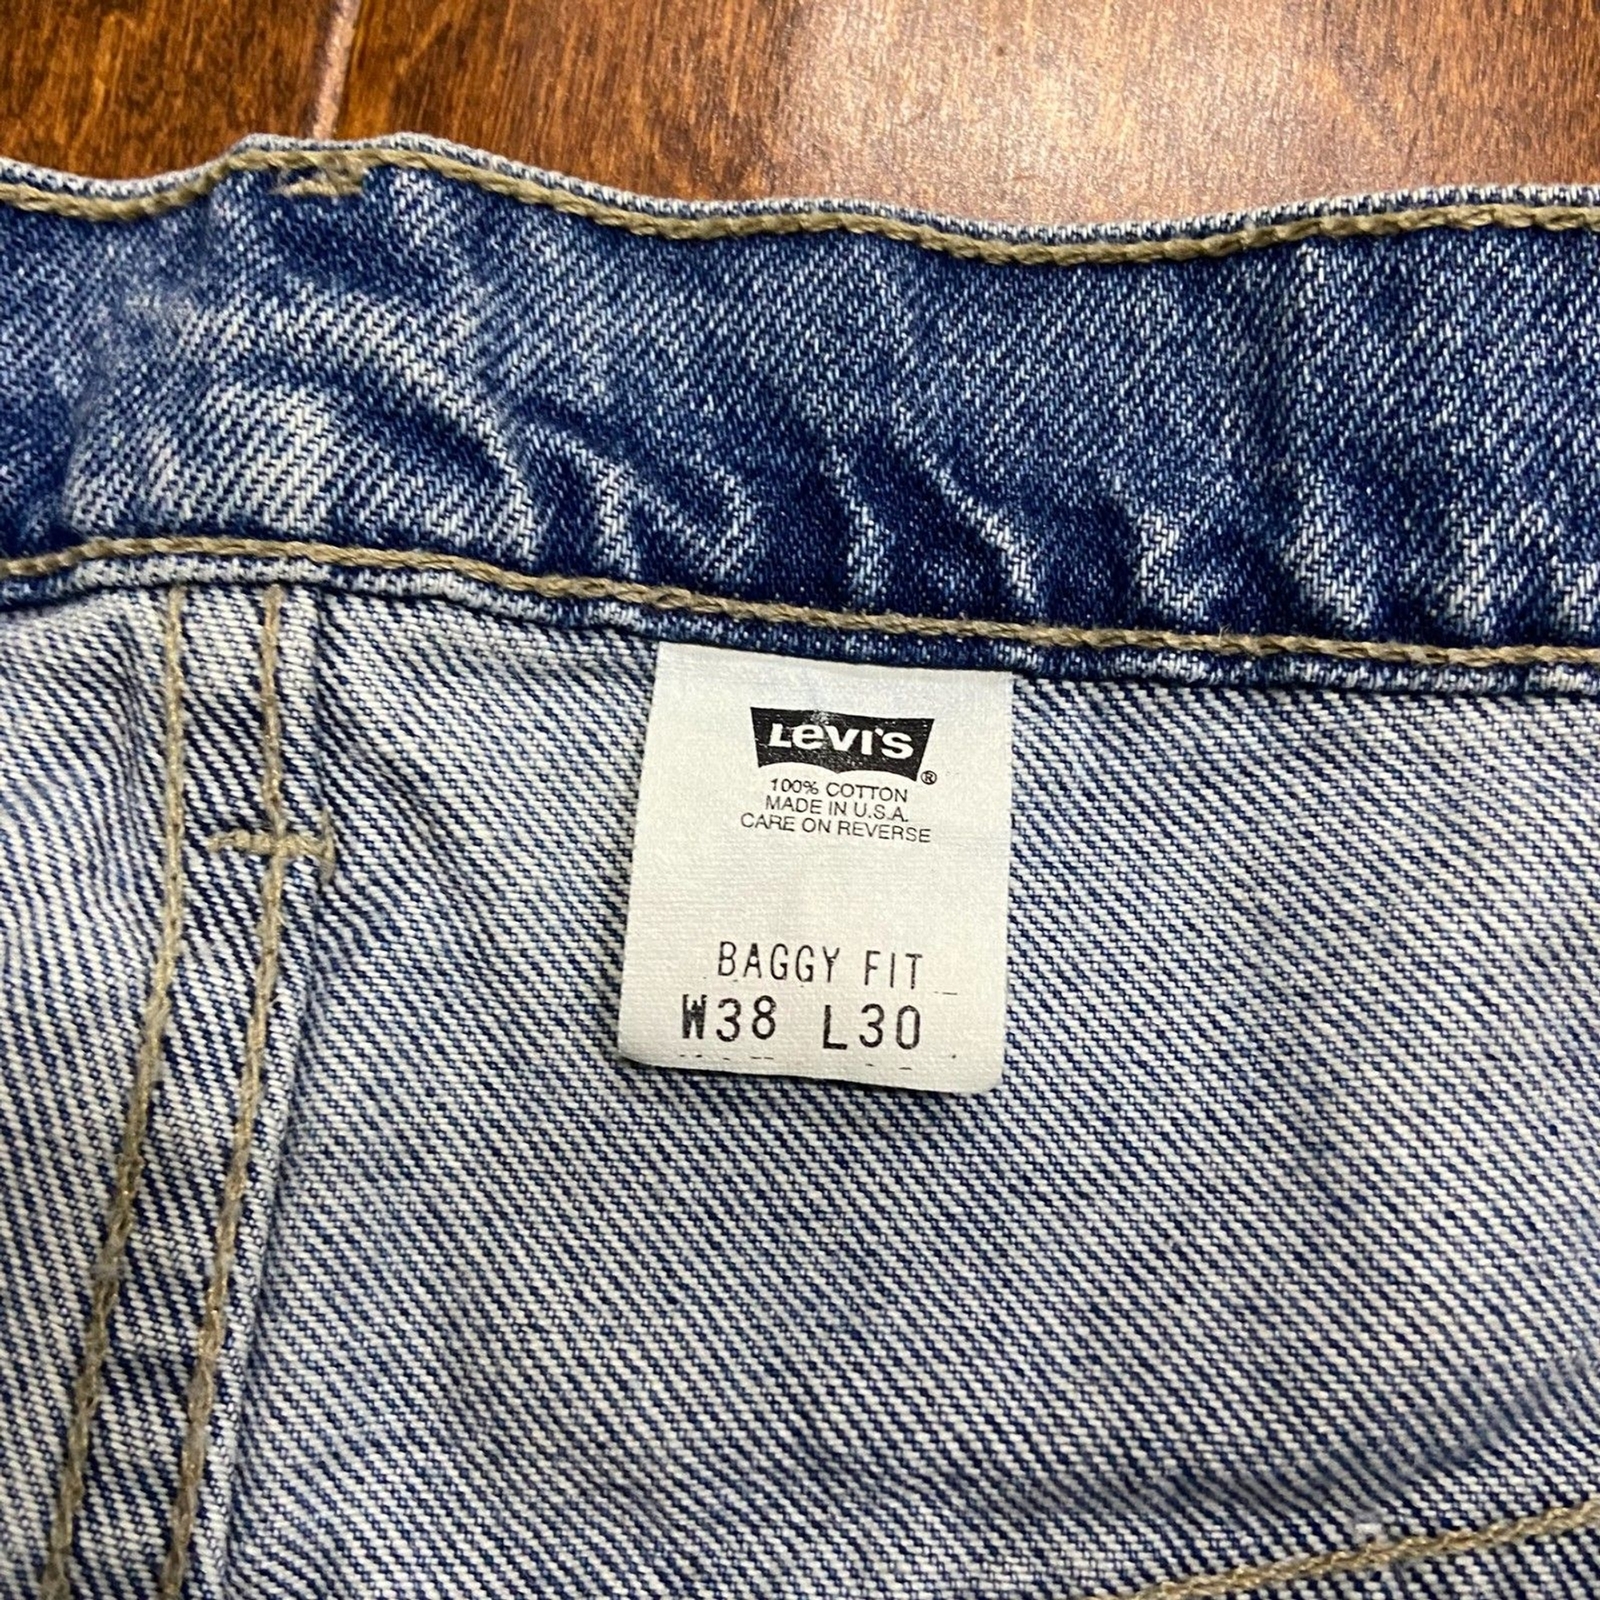 Levi's ®
100% COTTON
MADE IN U.S.A.
CARE ON REVERSE
BAGGY FIT
W38 L30